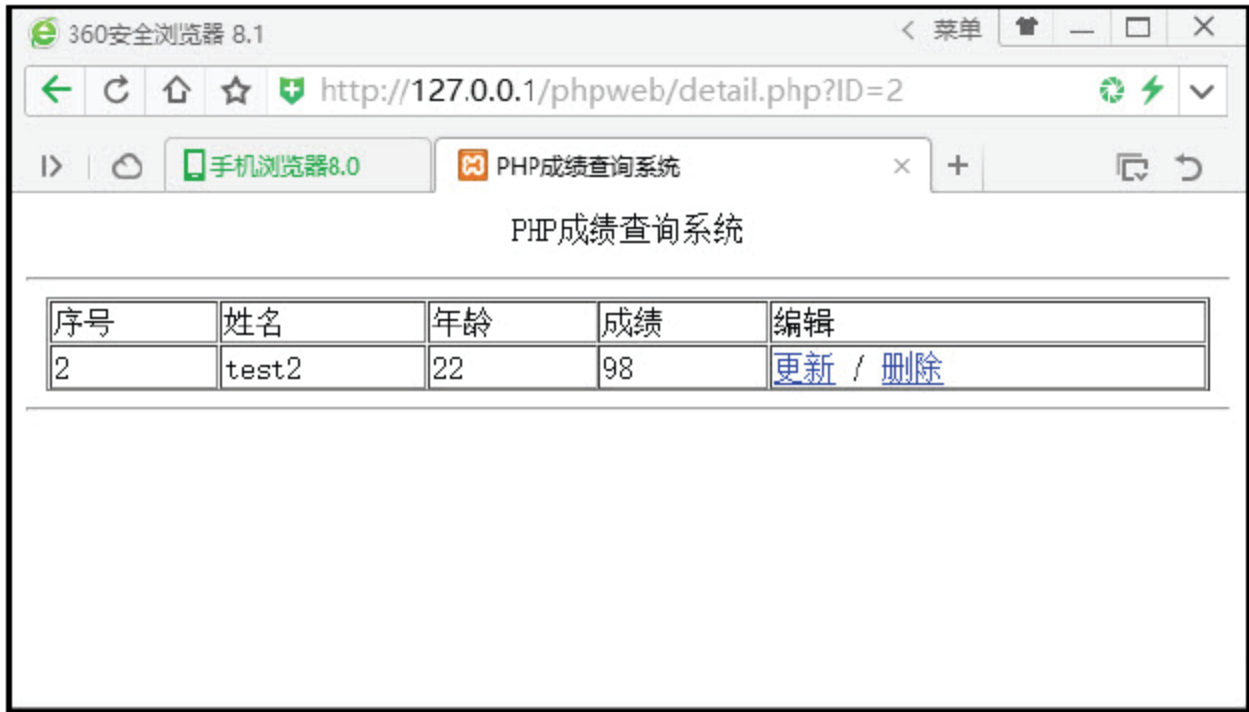 360安全浏览器 8.1 菜单
http://127.0.0.1/phpweb/detail.php?ID=2
手机浏览器8.0 PHP成绩查询系统
PHP成绩查询系统
序号 姓名 年龄 成绩 编辑
2 test2 22 98 更新 / 删除